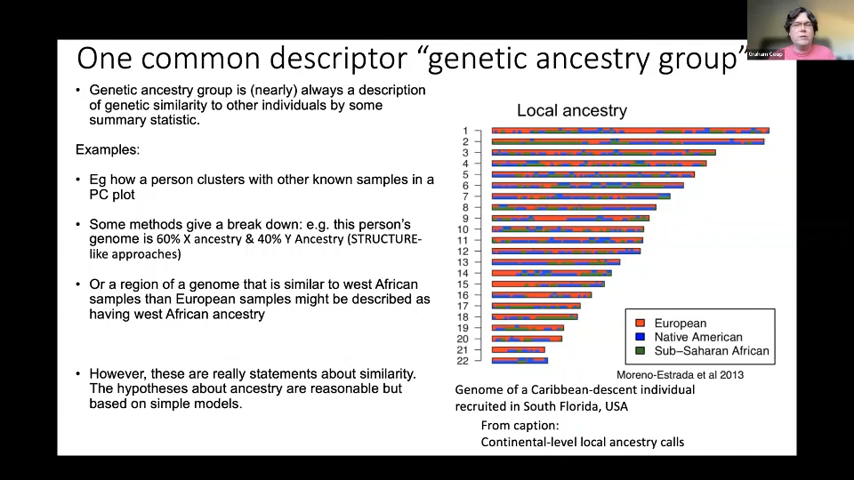 One common descriptor “genetic ancestry group”
Graham Coop
• Genetic ancestry group is (nearly) always a description
of genetic similarity to other individuals by some
summary statistic.
Examples:
• Eg how a person clusters with other known samples in a
PC plot
• Some methods give a break down: e.g. this person’s
genome is 60% X ancestry & 40% Y Ancestry (STRUCTURE-
like approaches)
• Or a region of a genome that is similar to west African
samples than European samples might be described as
having west African ancestry
• However, these are really statements about similarity.
The hypotheses about ancestry are reasonable but
based on simple models.
Local ancestry
1
2
3
4
5
6
7
8
9
10
11
12
13
14
15
16
17
18
19
20
21
22
European
Native American
Sub−Saharan African
Moreno-Estrada et al 2013
Genome of a Caribbean-descent individual
recruited in South Florida, USA
From caption:
Continental-level local ancestry calls